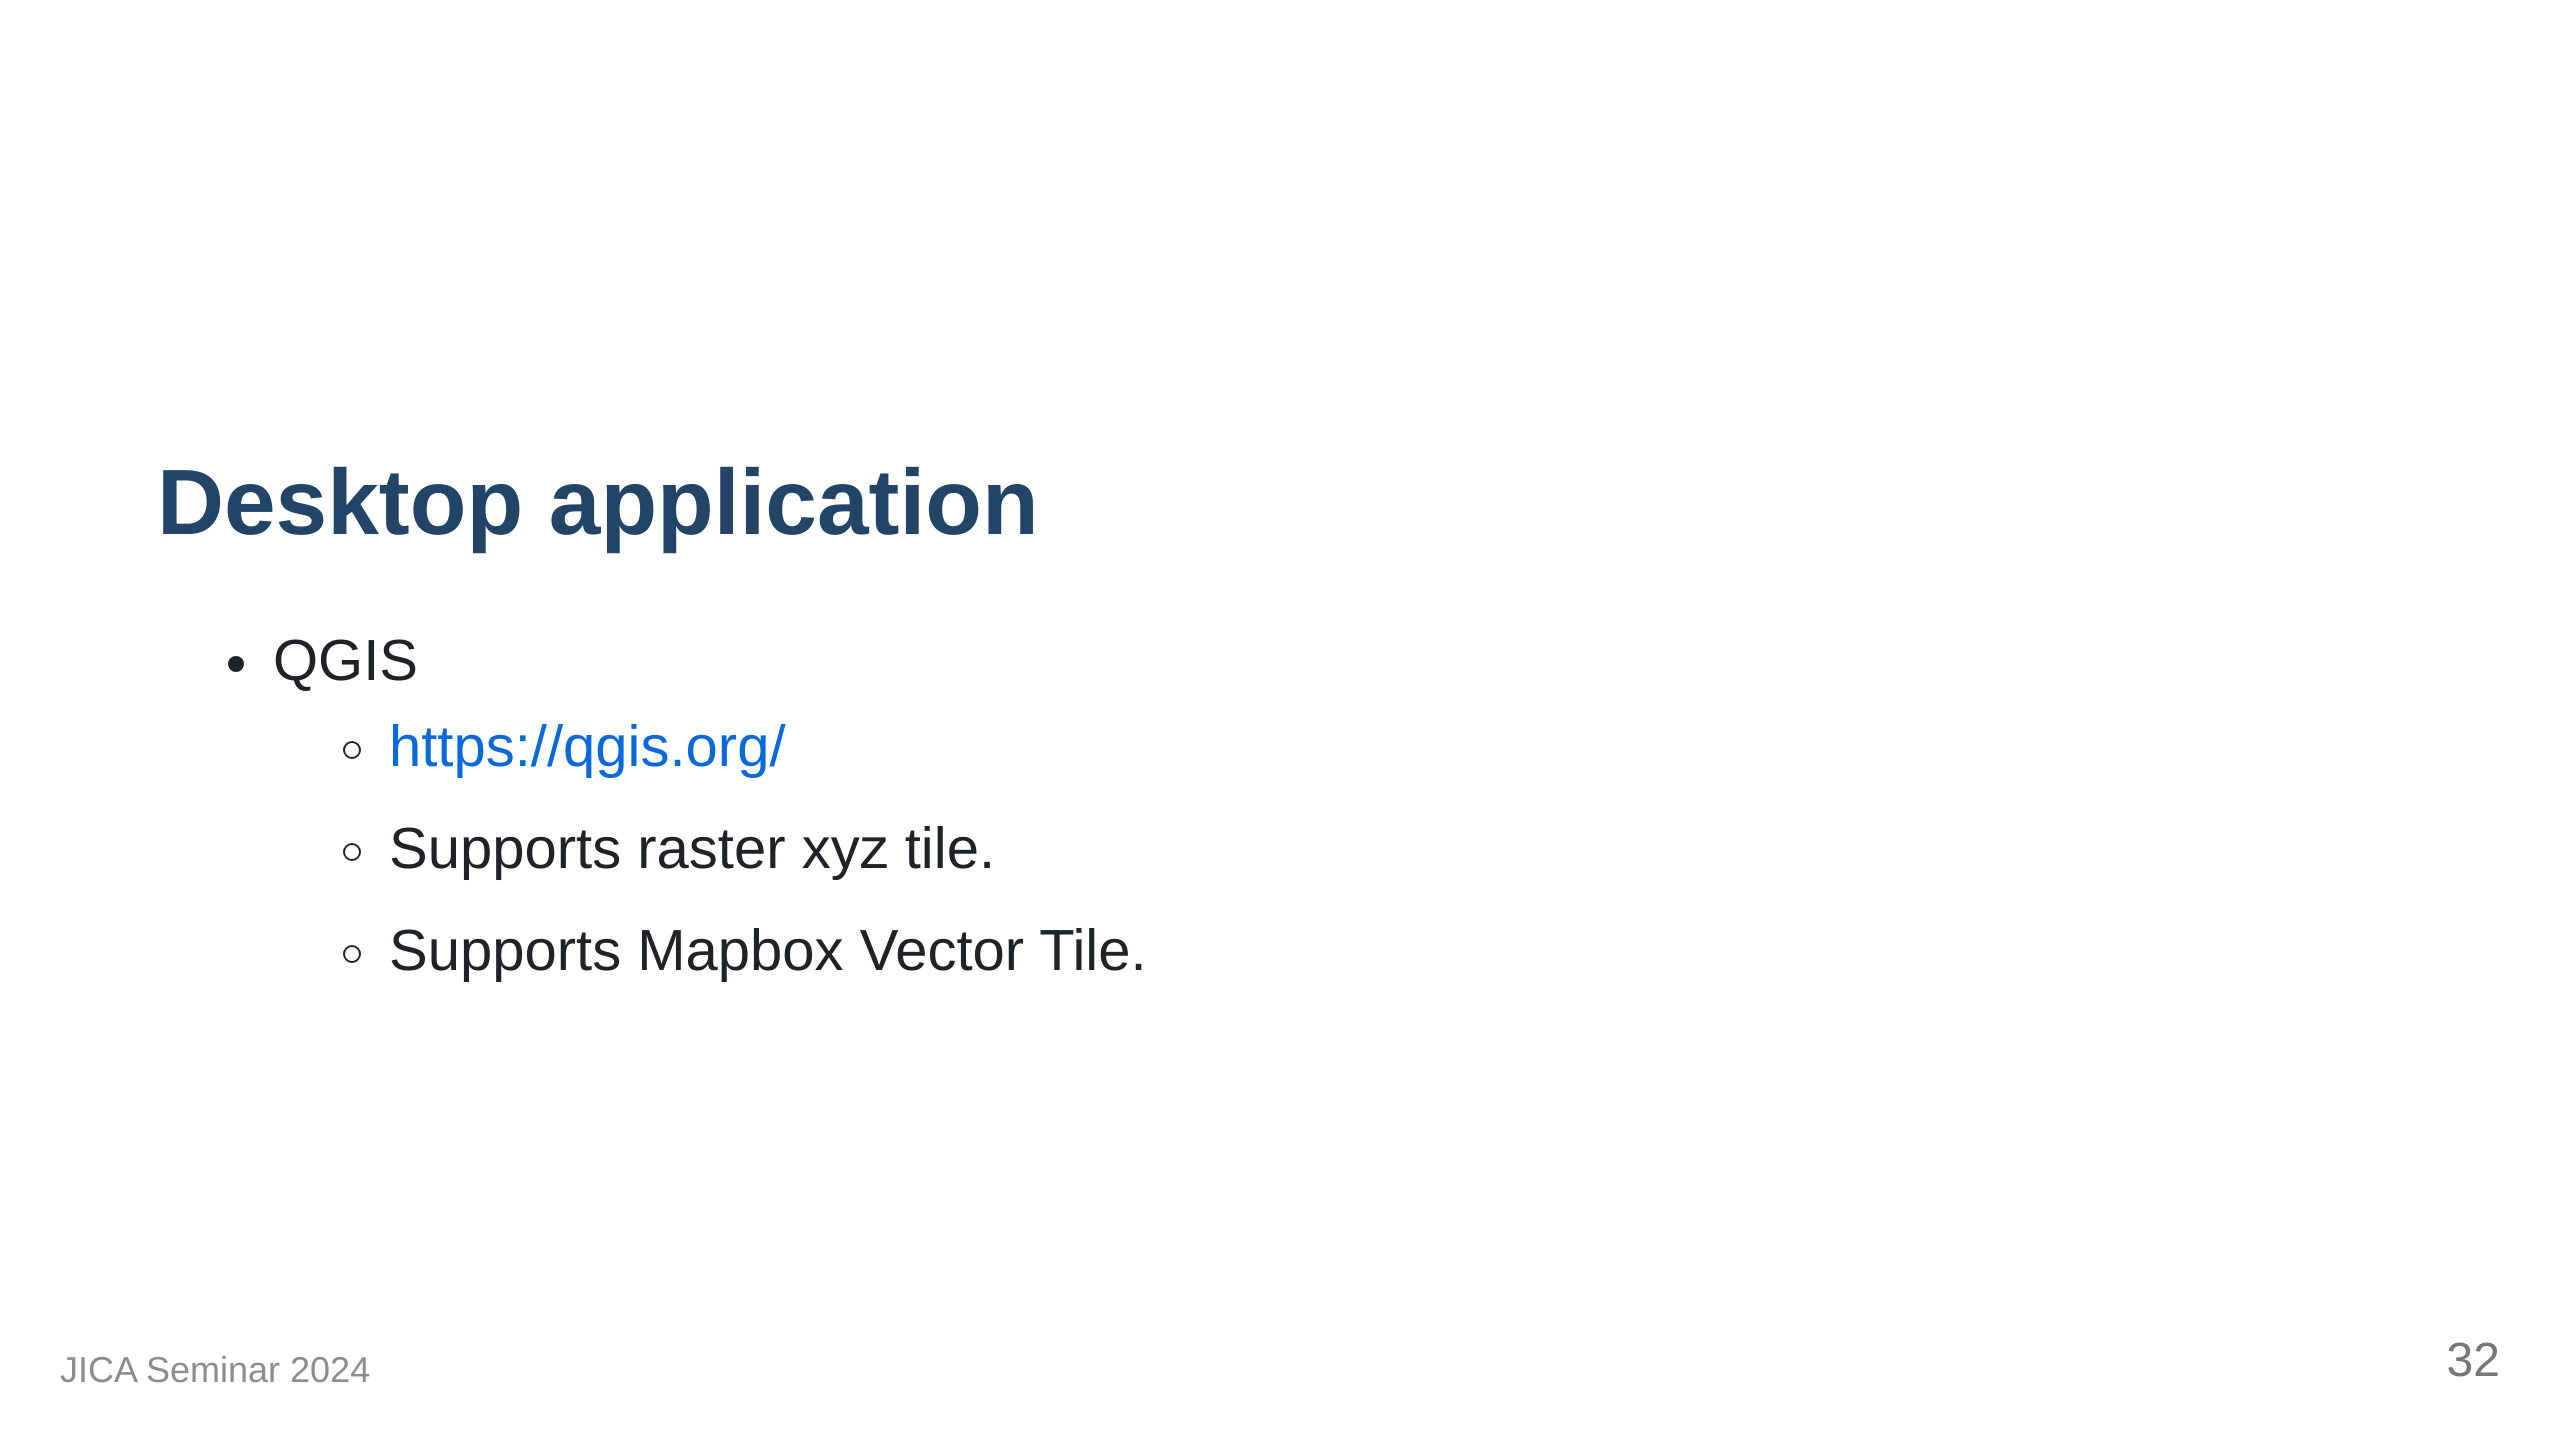 Desktop application
QGIS
https://qgis.org/
Supports raster xyz tile.
Supports Mapbox Vector Tile.
JICA Seminar 2024
32